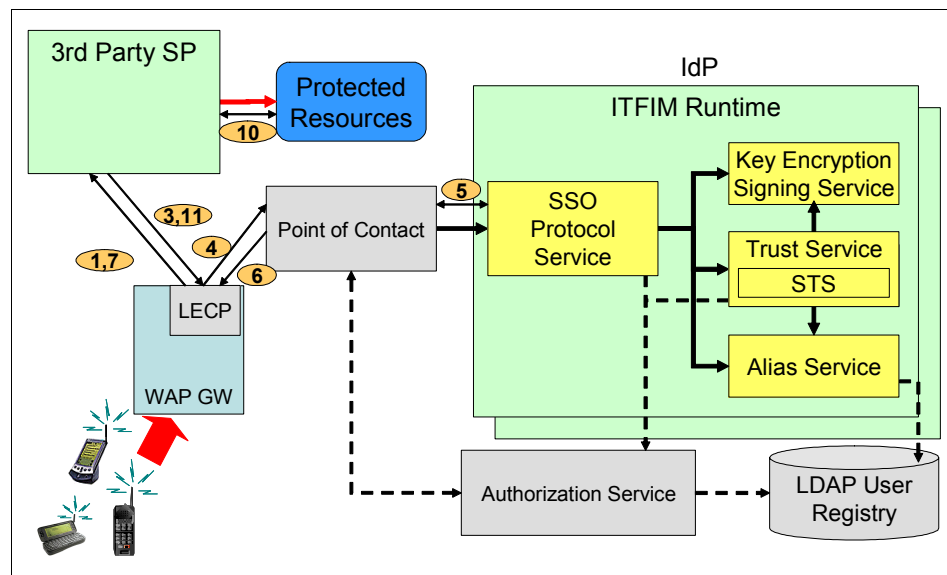 3rd Party SP
Protected
Resources
10
IdP
ITFIM Runtime
Key Encryption
Signing Service
SSO
Protocol
Service
5
Trust Service
STS
Point of Contact
3,11
4
1,7
6
LECP
Alias Service
WAP GW
Authorization Service
LDAP User
Registry